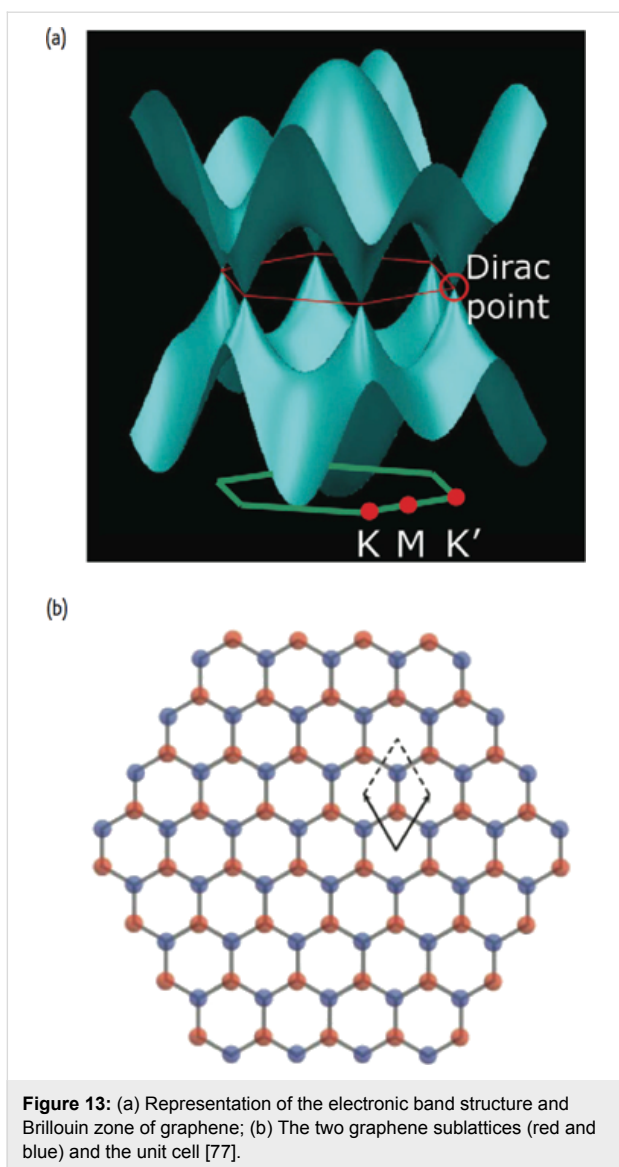 (a)
Dirac
point
K M K′
(b)
Figure 13: (a) Representation of the electronic band structure and
Brillouin zone of graphene; (b) The two graphene sublattices (red and
blue) and the unit cell [77].